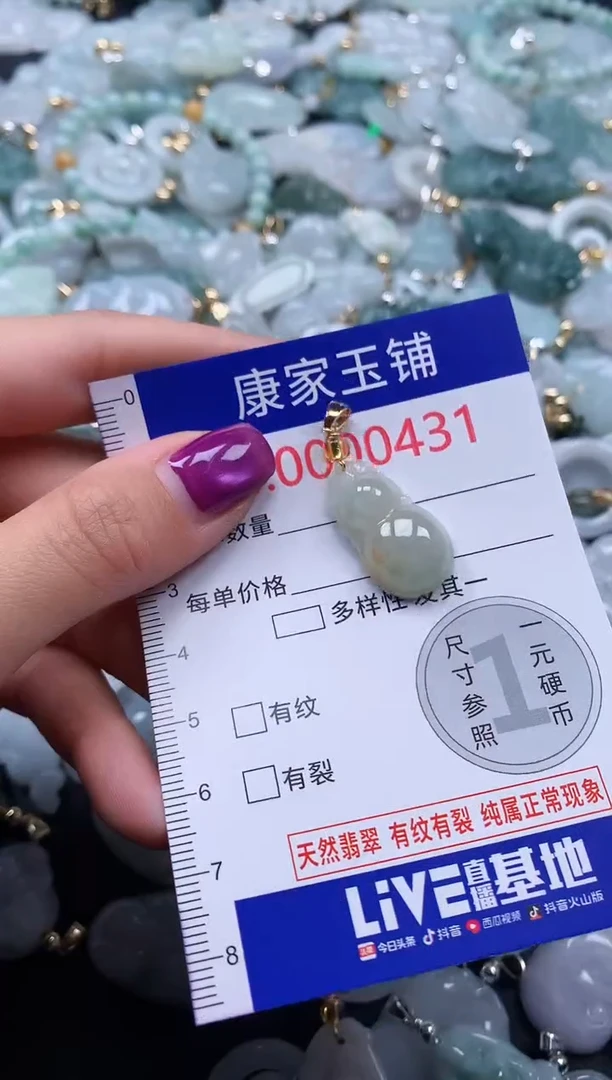 康家玉铺
.0000431
数量
每单价格
多样性 发其一
有纹
有裂
一元硬币
尺寸参照
1
天然翡翠 有纹有裂 纯属正常现象
LiVE直播基地
今日头条 抖音 西瓜视频 抖音火山版
0
3
4
5
6
7
8